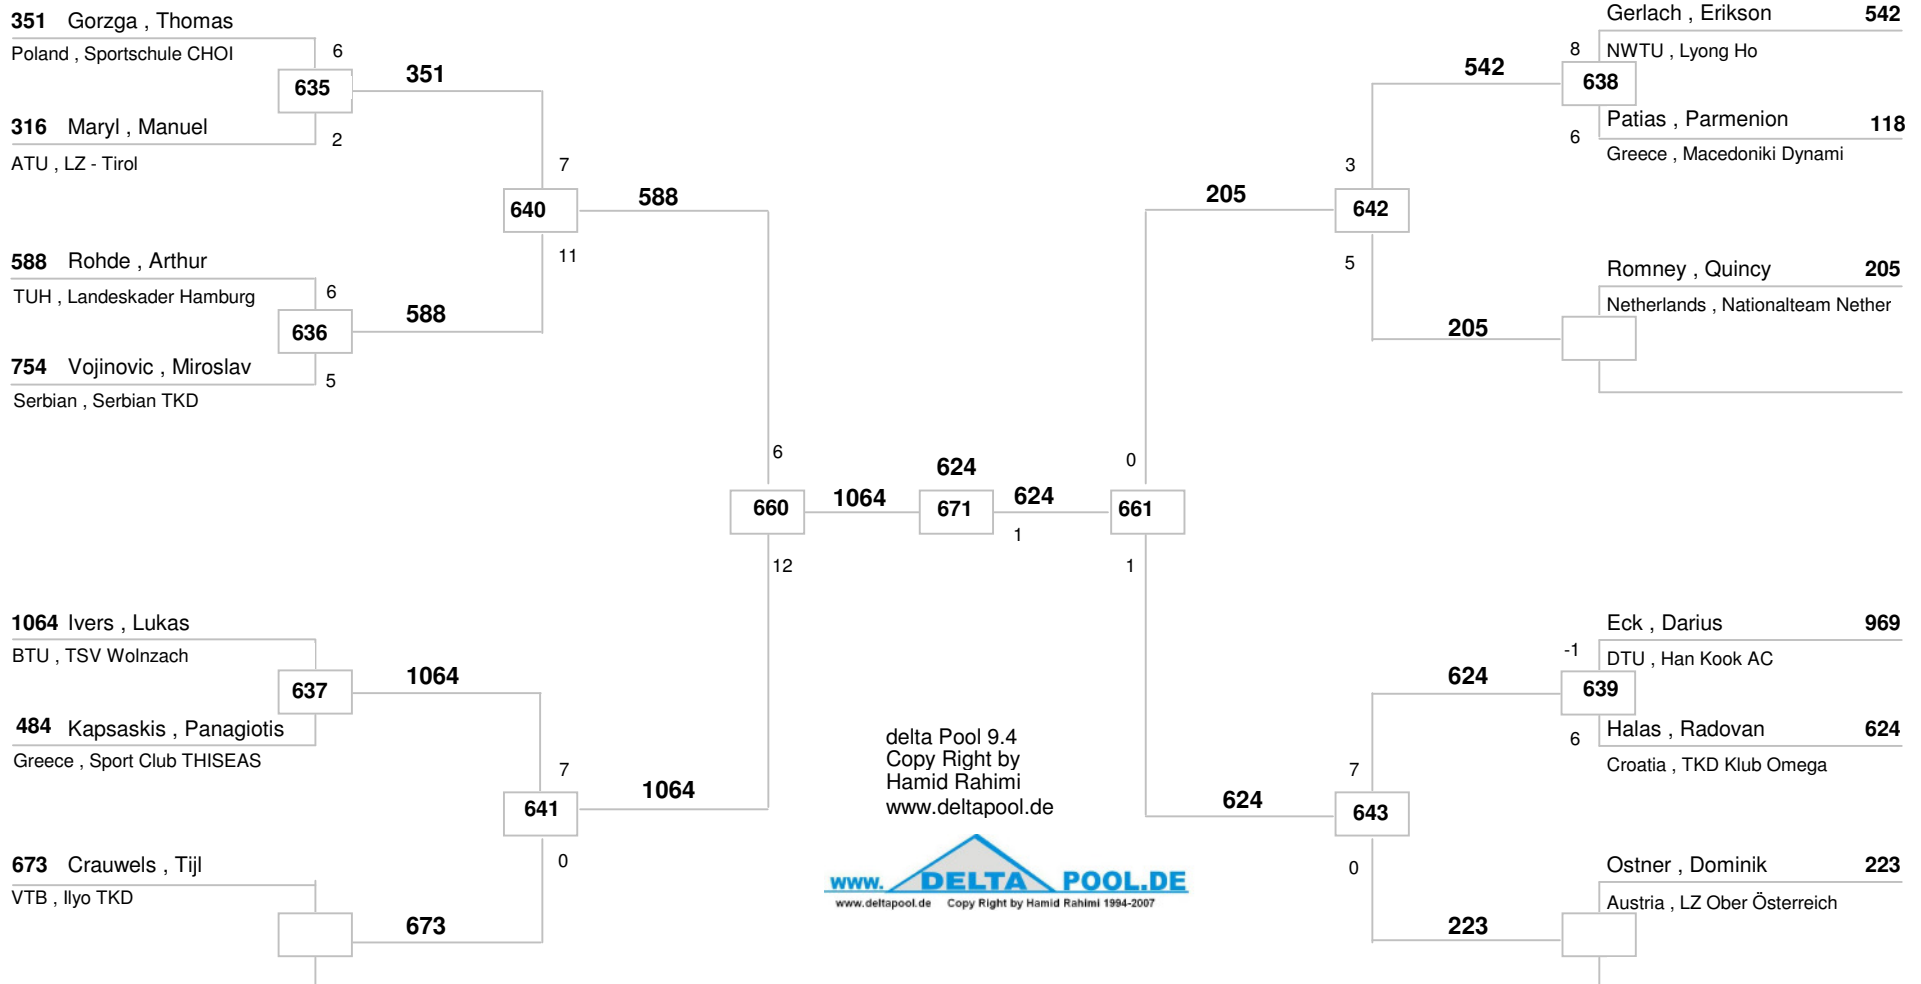 351 Gorzga , Thomas
Poland , Sportschule CHOI
6
635
351
316 Maryl , Manuel
2
ATU , LZ - Tirol
7
640
588
11
588 Rohde , Arthur
TUH , Landeskader Hamburg
6
636
588
754 Vojinovic , Miroslav
5
Serbian , Serbian TKD
6
660
1064
12
1064 Ivers , Lukas
BTU , TSV Wolnzach
637
1064
484 Kapsaskis , Panagiotis
Greece , Sport Club THISEAS
7
641
1064
0
673 Crauwels , Tijl
VTB , Ilyo TKD
673
624
671
624
1
0
661
1
Gerlach , Erikson 542
8
NWTU , Lyong Ho
542
638
Patias , Parmenion 118
6
Greece , Macedoniki Dynami
3
205
642
5
Romney , Quincy 205
Netherlands , Nationalteam Nether
205
Eck , Darius 969
-1
DTU , Han Kook AC
624
639
Halas , Radovan 624
6
Croatia , TKD Klub Omega
7
624
643
0
Ostner , Dominik 223
Austria , LZ Ober Österreich
223
delta Pool 9.4
Copy Right by
Hamid Rahimi
www.deltapool.de
www. DELTA POOL.DE
www.deltapool.de Copy Right by Hamid Rahimi 1994-2007